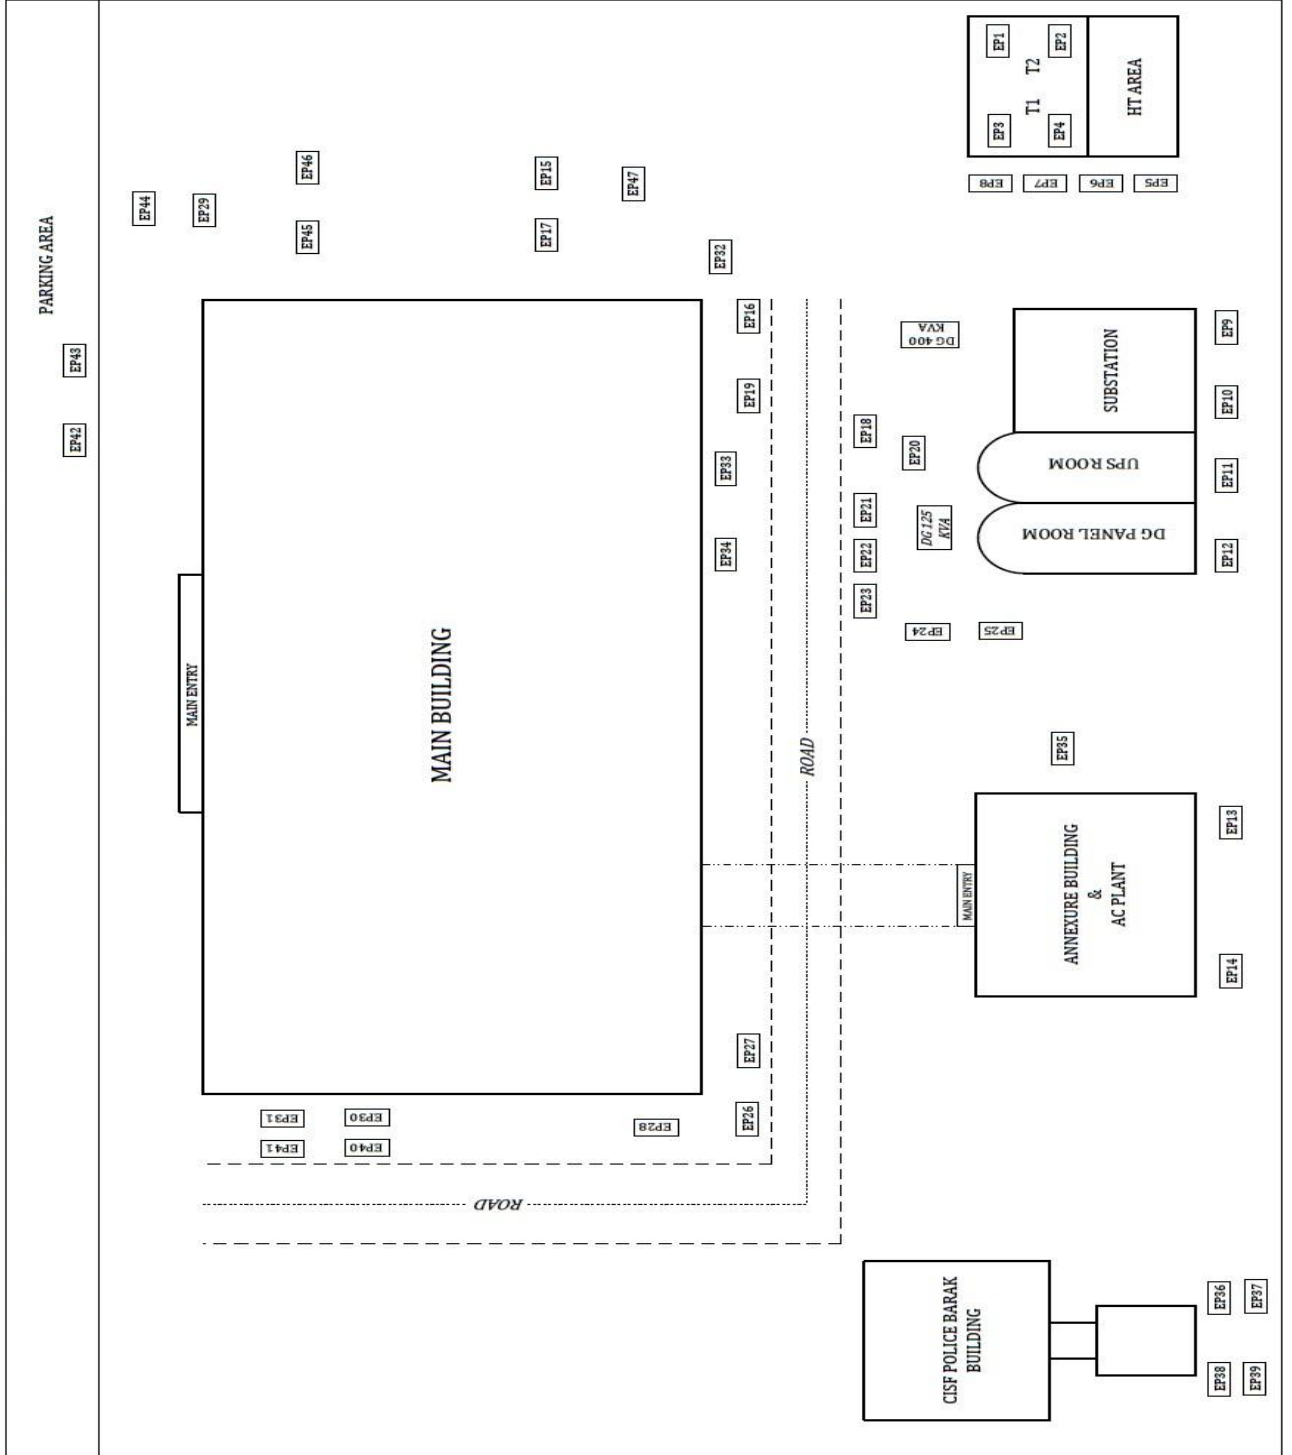 PARKING AREA
EP44
EP29
EP46
EP45
EP15
EP17
EP47
EP32
EP43
EP42
EP1
EP2
T1 T2
EP3
EP4
HT AREA
EP8
EP7
EP6
EP5
MAIN ENTRY
MAIN BUILDING
EP16
EP19
EP33
EP34
ROAD
DG 400
KVA
EP18
EP20
EP21
EP22
EP23
DG 125
KVA
EP24
EP25
SUBSTATION
UPS ROOM
DG PANEL ROOM
EP9
EP10
EP11
EP12
EP35
MAIN ENTRY
ANNEXURE BUILDING
&
AC PLANT
EP13
EP14
EP27
EP26
EP28
EP31
EP30
EP41
EP40
ROAD
CISF POLICE BARAK
BUILDING
EP36
EP37
EP38
EP39